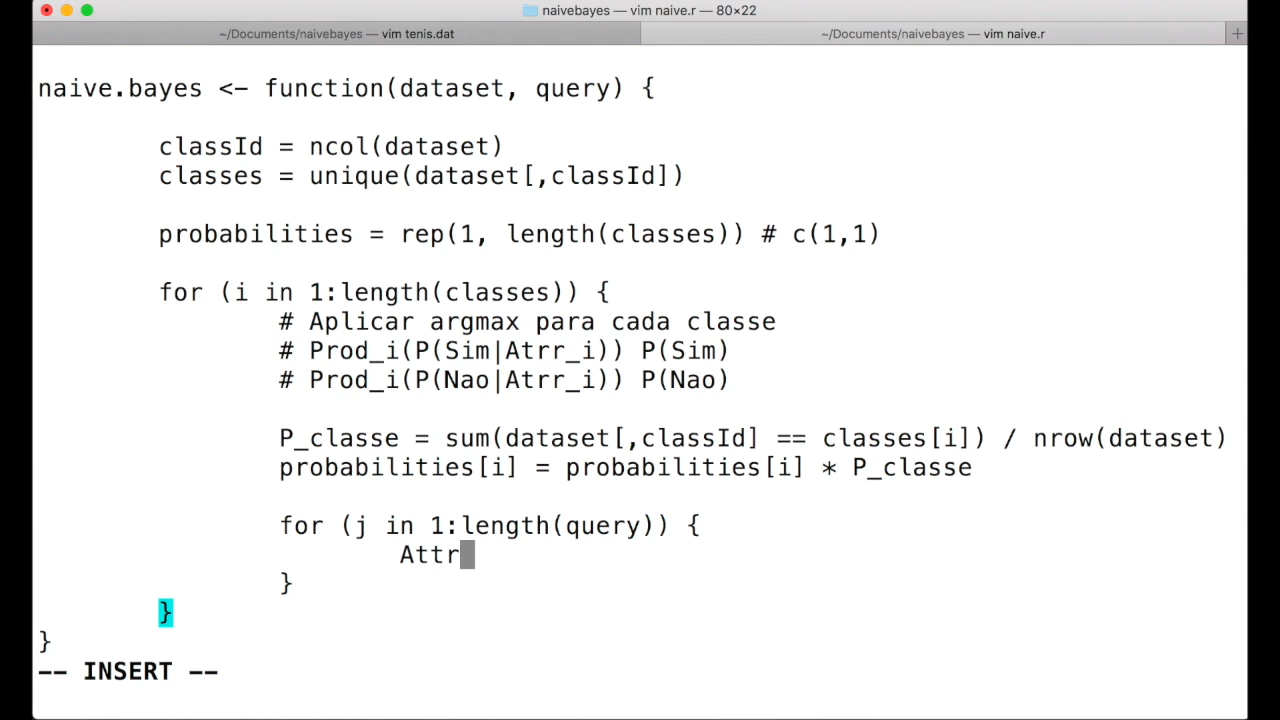 naivebayes — vim naive.r — 80×22
~/Documents/naivebayes — vim tenis.dat
~/Documents/naivebayes — vim naive.r
naive.bayes <- function(dataset, query) {
classId = ncol(dataset)
classes = unique(dataset[,classId])
probabilities = rep(1, length(classes)) # c(1,1)
for (i in 1:length(classes)) {
# Aplicar argmax para cada classe
# Prod_i(P(Sim|Atrr_i)) P(Sim)
# Prod_i(P(Nao|Atrr_i)) P(Nao)
P_classe = sum(dataset[,classId] == classes[i]) / nrow(dataset)
probabilities[i] = probabilities[i] * P_classe
for (j in 1:length(query)) {
Attr
}
}
}
-- INSERT --